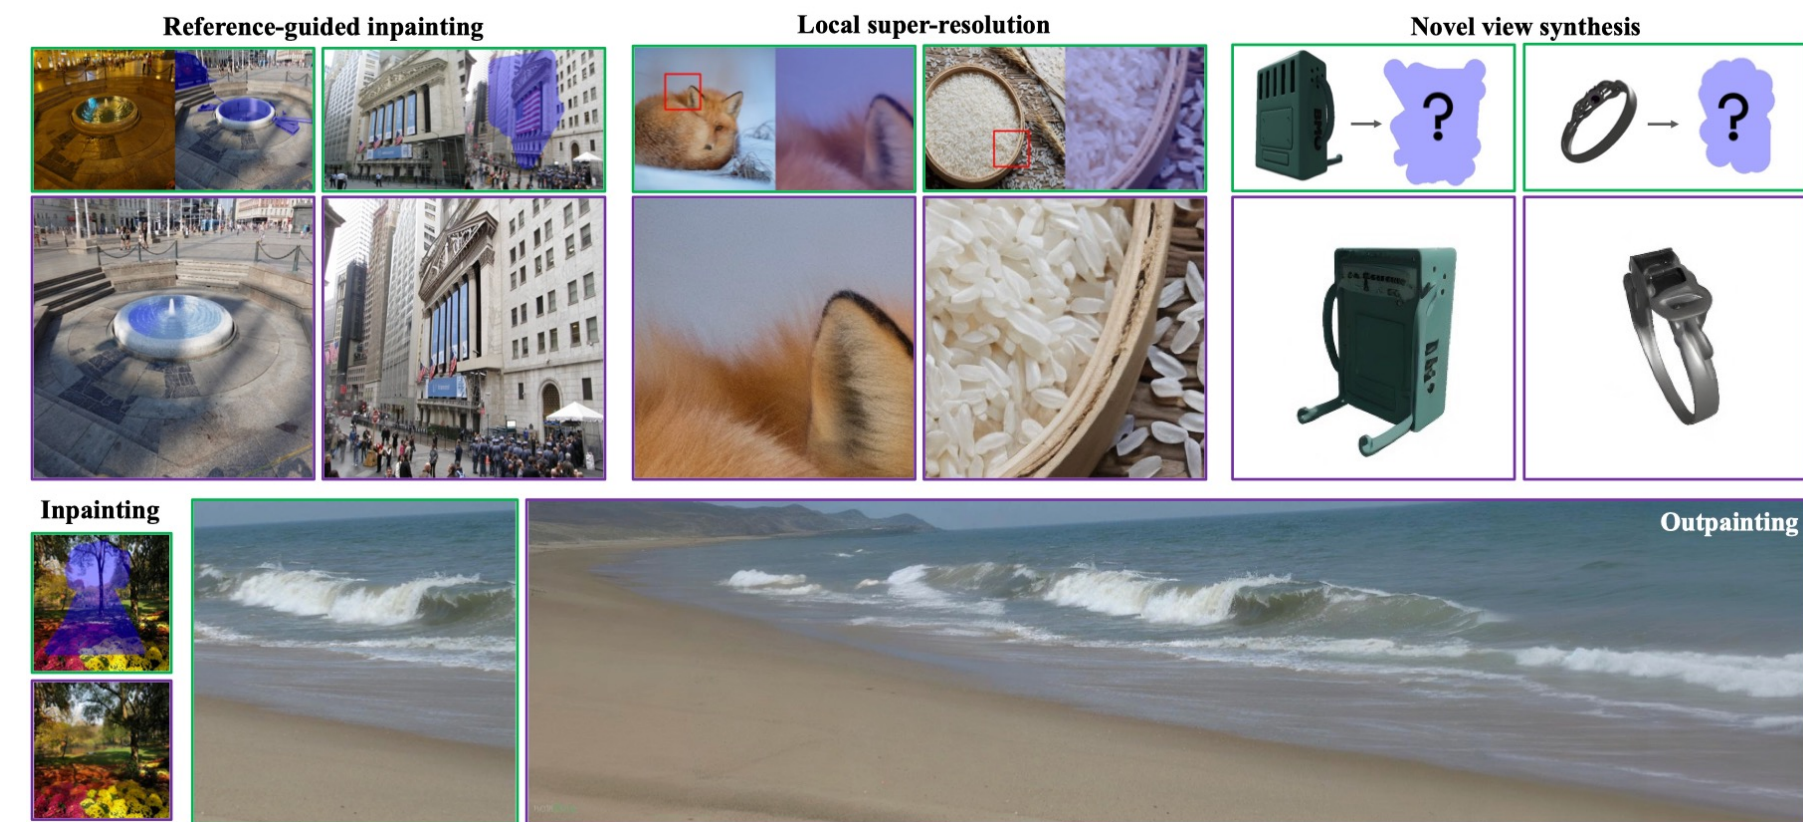 Reference-guided inpainting
Local super-resolution
Novel view synthesis
?
?
Inpainting
Outpainting